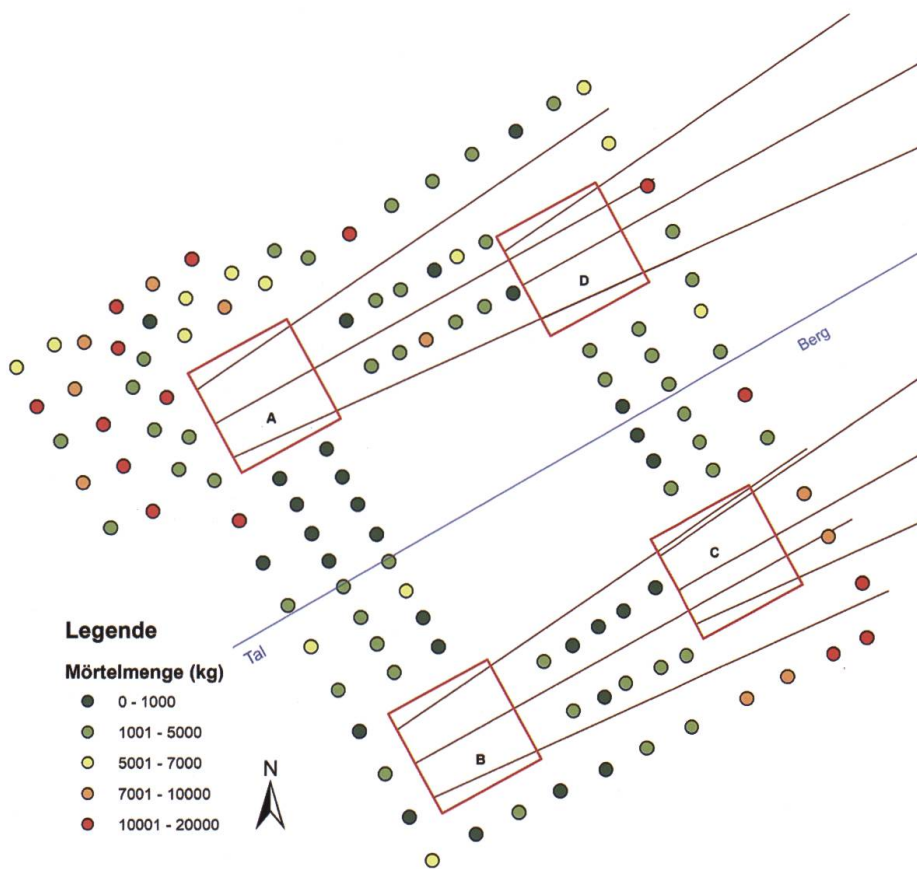 D
Berg
A
C
Legende
Tal
Mörtelmenge (kg)
0 - 1000
1001 - 5000
N
5001 - 7000
B
7001 - 10000
10001 - 20000